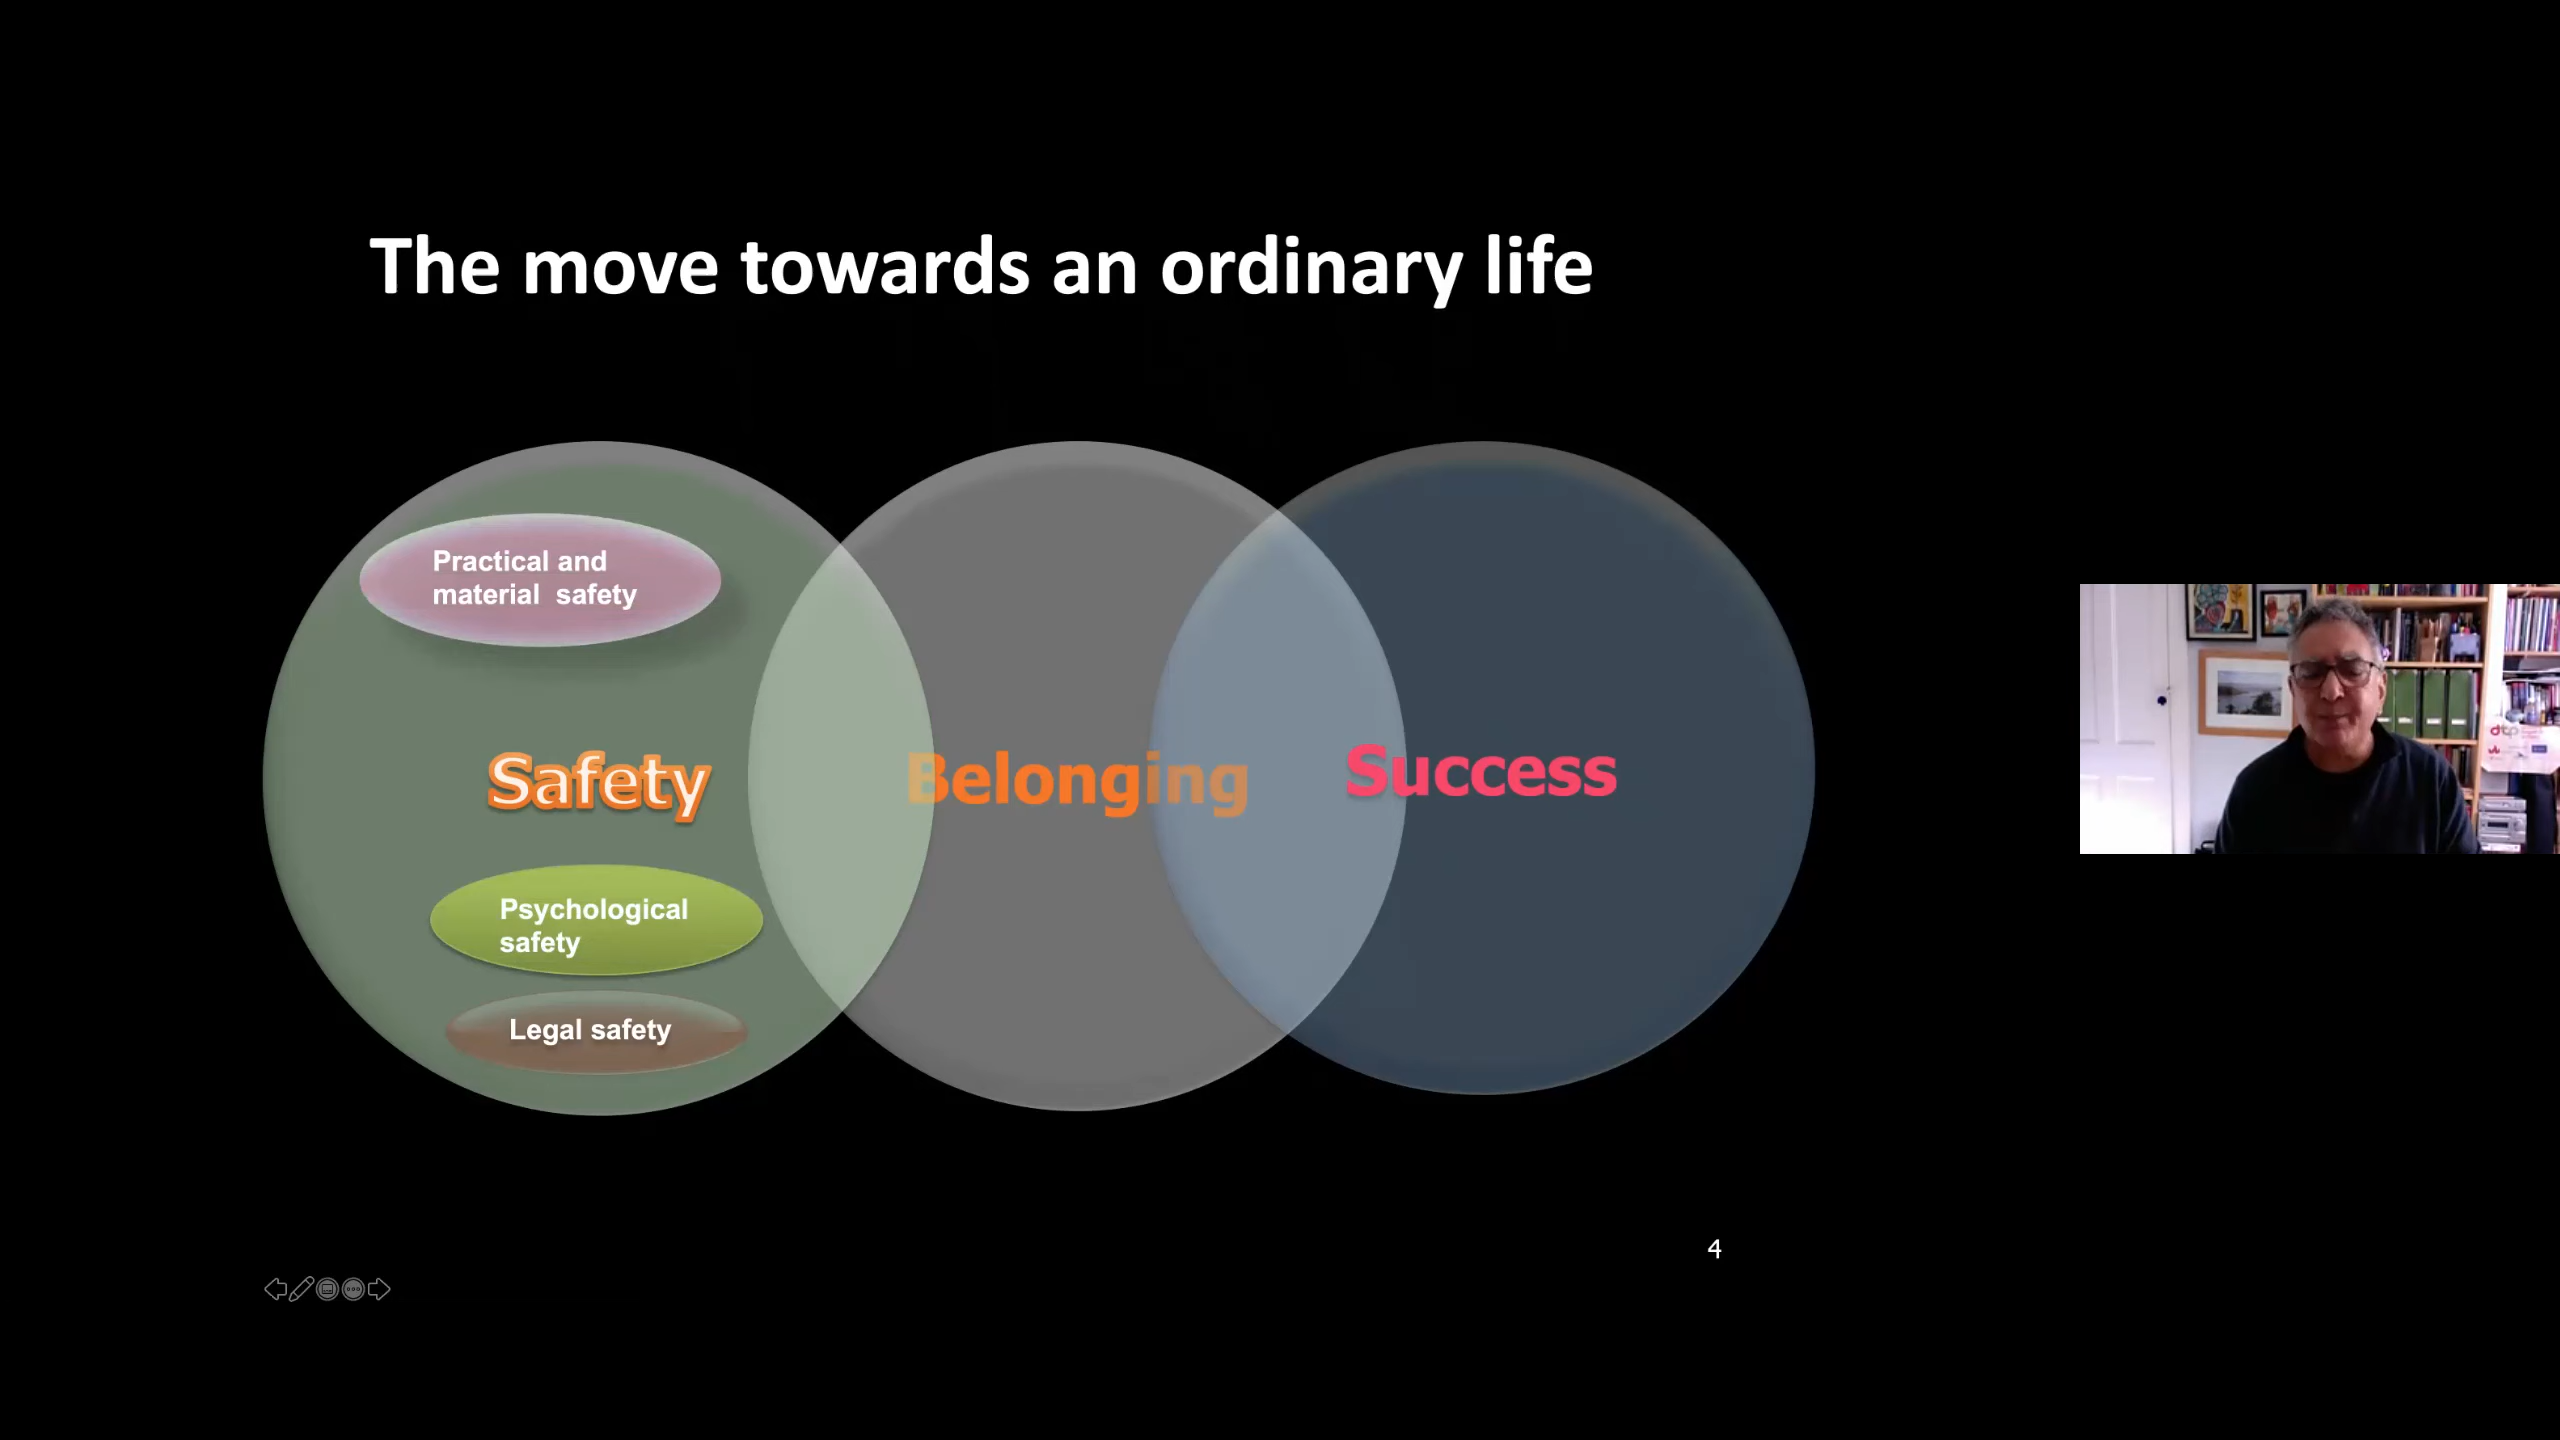 The move towards an ordinary life
Practical and
material  safety
Safety
Belonging
Success
Psychological
safety
Legal safety
4